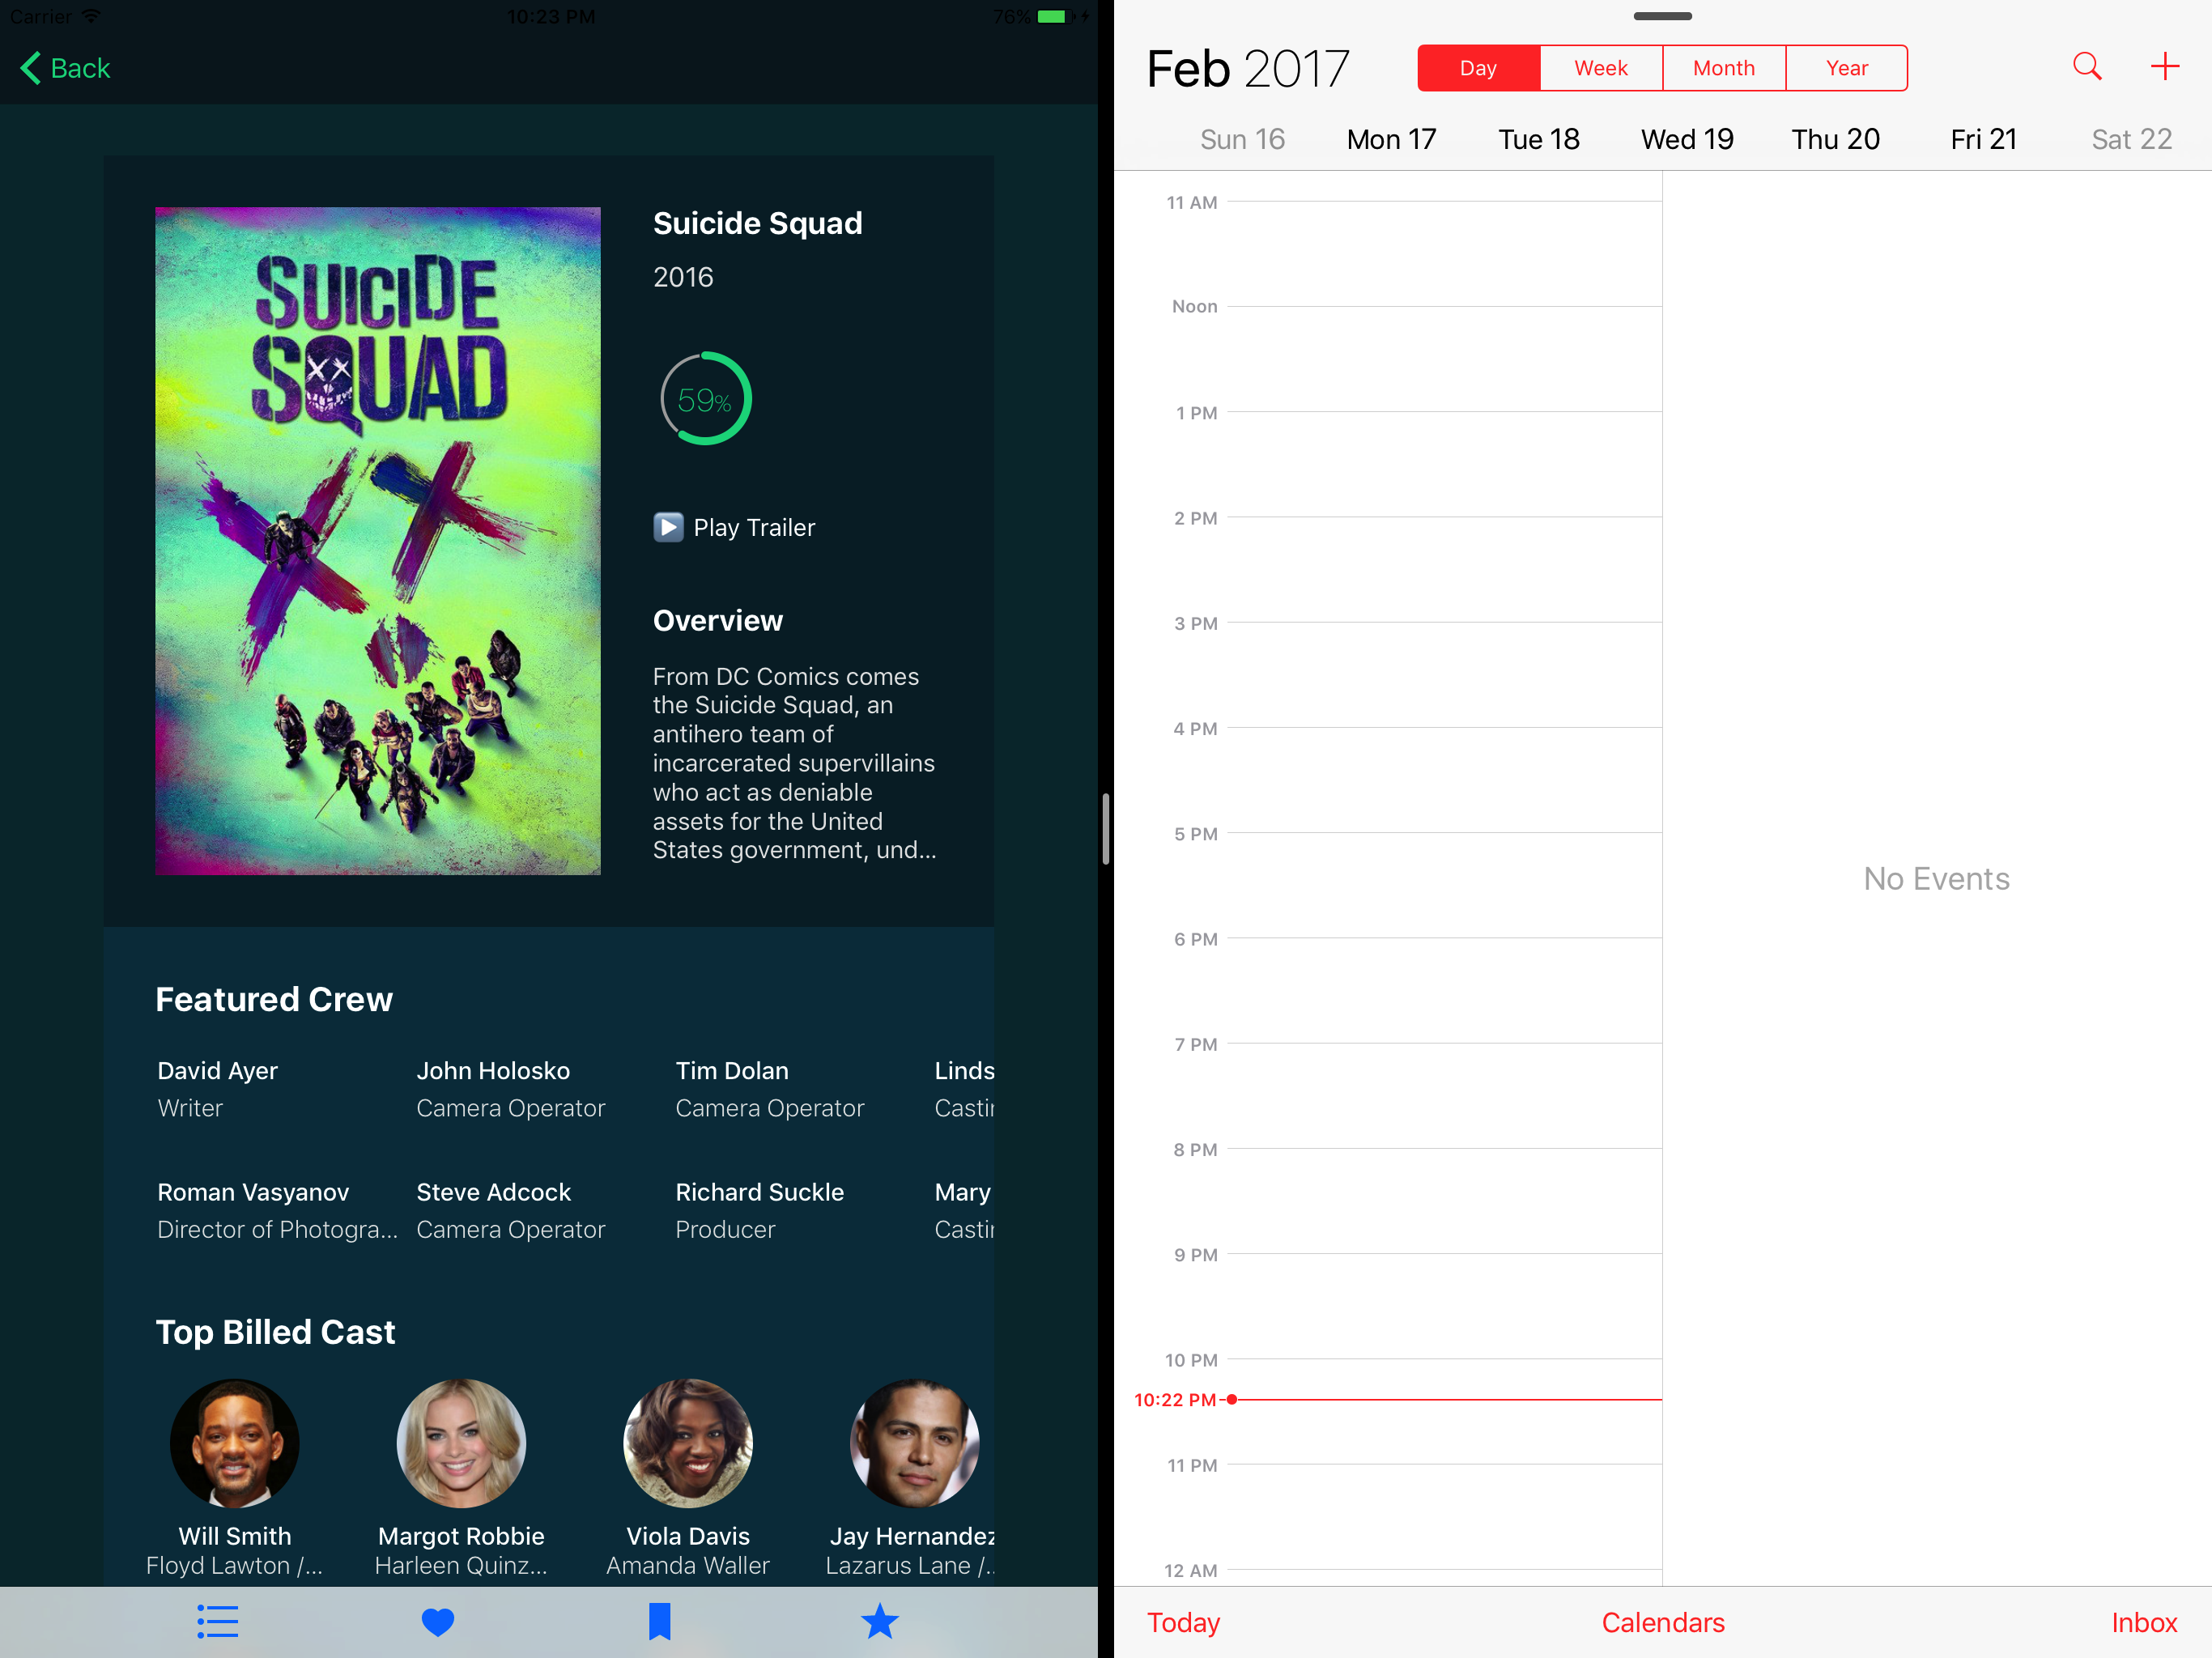 Carrier 10:23 PM 76%
Back
SUICIDE
SQUAD
Suicide Squad
2016
59%
Play Trailer
Overview
From DC Comics comes
the Suicide Squad, an
antihero team of
incarcerated supervillains
who act as deniable
assets for the United
States government, und...
Featured Crew
David Ayer John Holosko Tim Dolan Linds
Writer Camera Operator Camera Operator Castin
Roman Vasyanov Steve Adcock Richard Suckle Mary
Director of Photogra... Camera Operator Producer Castin
Top Billed Cast
Will Smith Margot Robbie Viola Davis Jay Hernandez
Floyd Lawton /... Harleen Quinz... Amanda Waller Lazarus Lane /..
Feb 2017 Day Week Month Year
Sun 16 Mon 17 Tue 18 Wed 19 Thu 20 Fri 21 Sat 22
11 AM
Noon
1 PM
2 PM
3 PM
4 PM
5 PM
6 PM
7 PM
8 PM
9 PM
10 PM
10:22 PM
11 PM
12 AM
No Events
Today Calendars Inbox